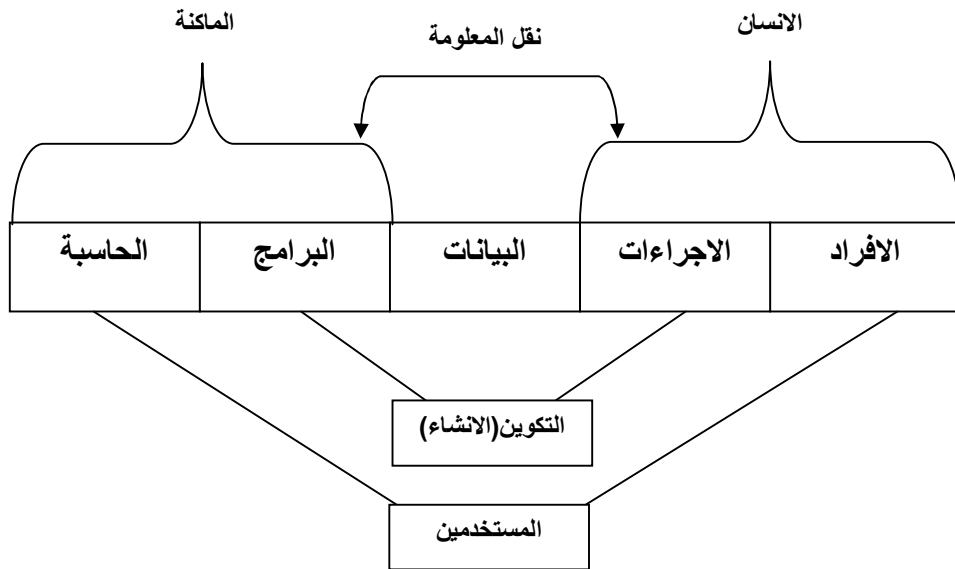 الانسان
نقل المعلومة
الماكنة
الافراد
الاجراءات
البيانات
البرامج
الحاسبة
التكوين(الانشاء)
المستخدمين